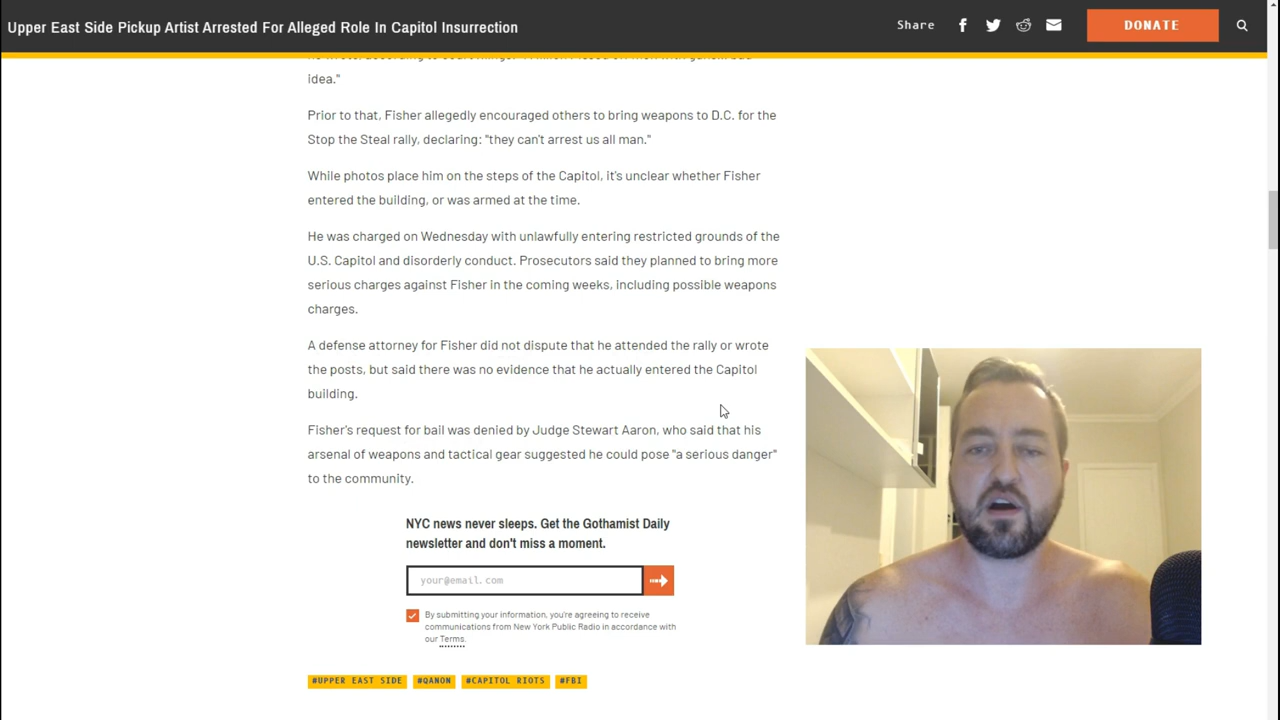 Upper East Side Pickup Artist Arrested For Alleged Role In Capitol Insurrection
Share
DONATE
idea."
Prior to that, Fisher allegedly encouraged others to bring weapons to D.C. for the
Stop the Steal rally, declaring: "they can't arrest us all man."
While photos place him on the steps of the Capitol, it's unclear whether Fisher
entered the building, or was armed at the time.
He was charged on Wednesday with unlawfully entering restricted grounds of the
U.S. Capitol and disorderly conduct. Prosecutors said they planned to bring more
serious charges against Fisher in the coming weeks, including possible weapons
charges.
A defense attorney for Fisher did not dispute that he attended the rally or wrote
the posts, but said there was no evidence that he actually entered the Capitol
building.
Fisher's request for bail was denied by Judge Stewart Aaron, who said that his
arsenal of weapons and tactical gear suggested he could pose "a serious danger"
to the community.
NYC news never sleeps. Get the Gothamist Daily
newsletter and don't miss a moment.
your@email.com
By submitting your information, you're agreeing to receive
communications from New York Public Radio in accordance with
our Terms.
#UPPER EAST SIDE #QANON #CAPITOL RIOTS #FBI